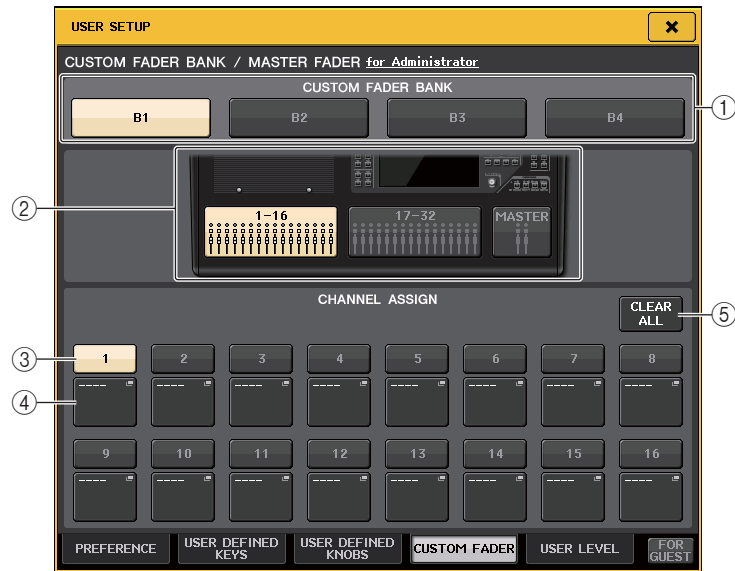 USER SETUP
CUSTOM FADER BANK / MASTER FADER for Administrator
CUSTOM FADER BANK
B1 B2 B3 B4
1
2
1-16 17-32 MASTER
CHANNEL ASSIGN
CLEAR
ALL
5
3
1 2 3 4 5 6 7 8
4
---- ---- ---- ---- ---- ---- ---- ----
9 10 11 12 13 14 15 16
---- ---- ---- ---- ---- ---- ---- ----
PREFERENCE
USER DEFINED
KEYS
USER DEFINED
KNOBS
CUSTOM FADER
USER LEVEL
FOR
GUEST